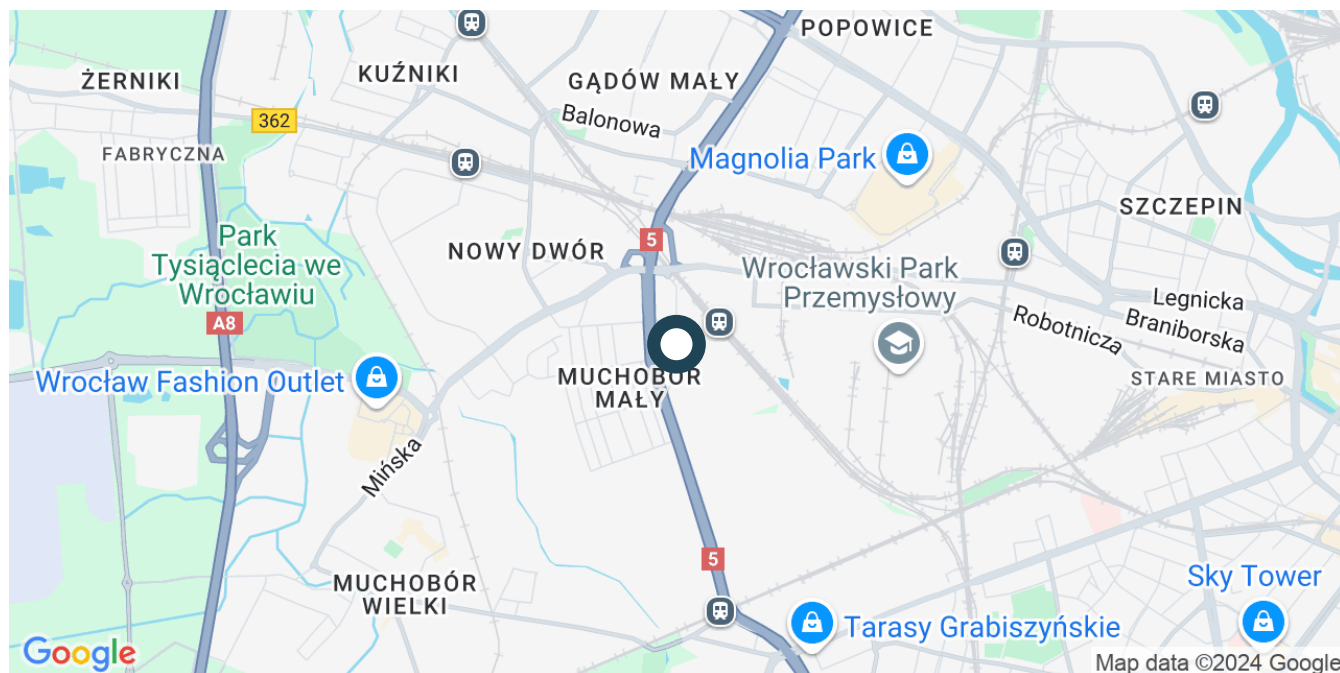 POPOWICE
ŻERNIKI
KUŹNIKI
GĄDÓW MAŁY
362
Balonowa
FABRYCZNA
Magnolia Park
SZCZEPIN
Park
Tysiąclecia we
Wrocławiu
NOWY DWÓR
5
Wrocławski Park
Przemysłowy
Legnicka
Braniborska
Robotnicza
A8
Wrocław Fashion Outlet
MUCHOBÓR
MAŁY
STARE MIASTO
Mińska
5
MUCHOBÓR
WIELKI
Sky Tower
Tarasy Grabiszyńskie
Google
Map data ©2024 Google